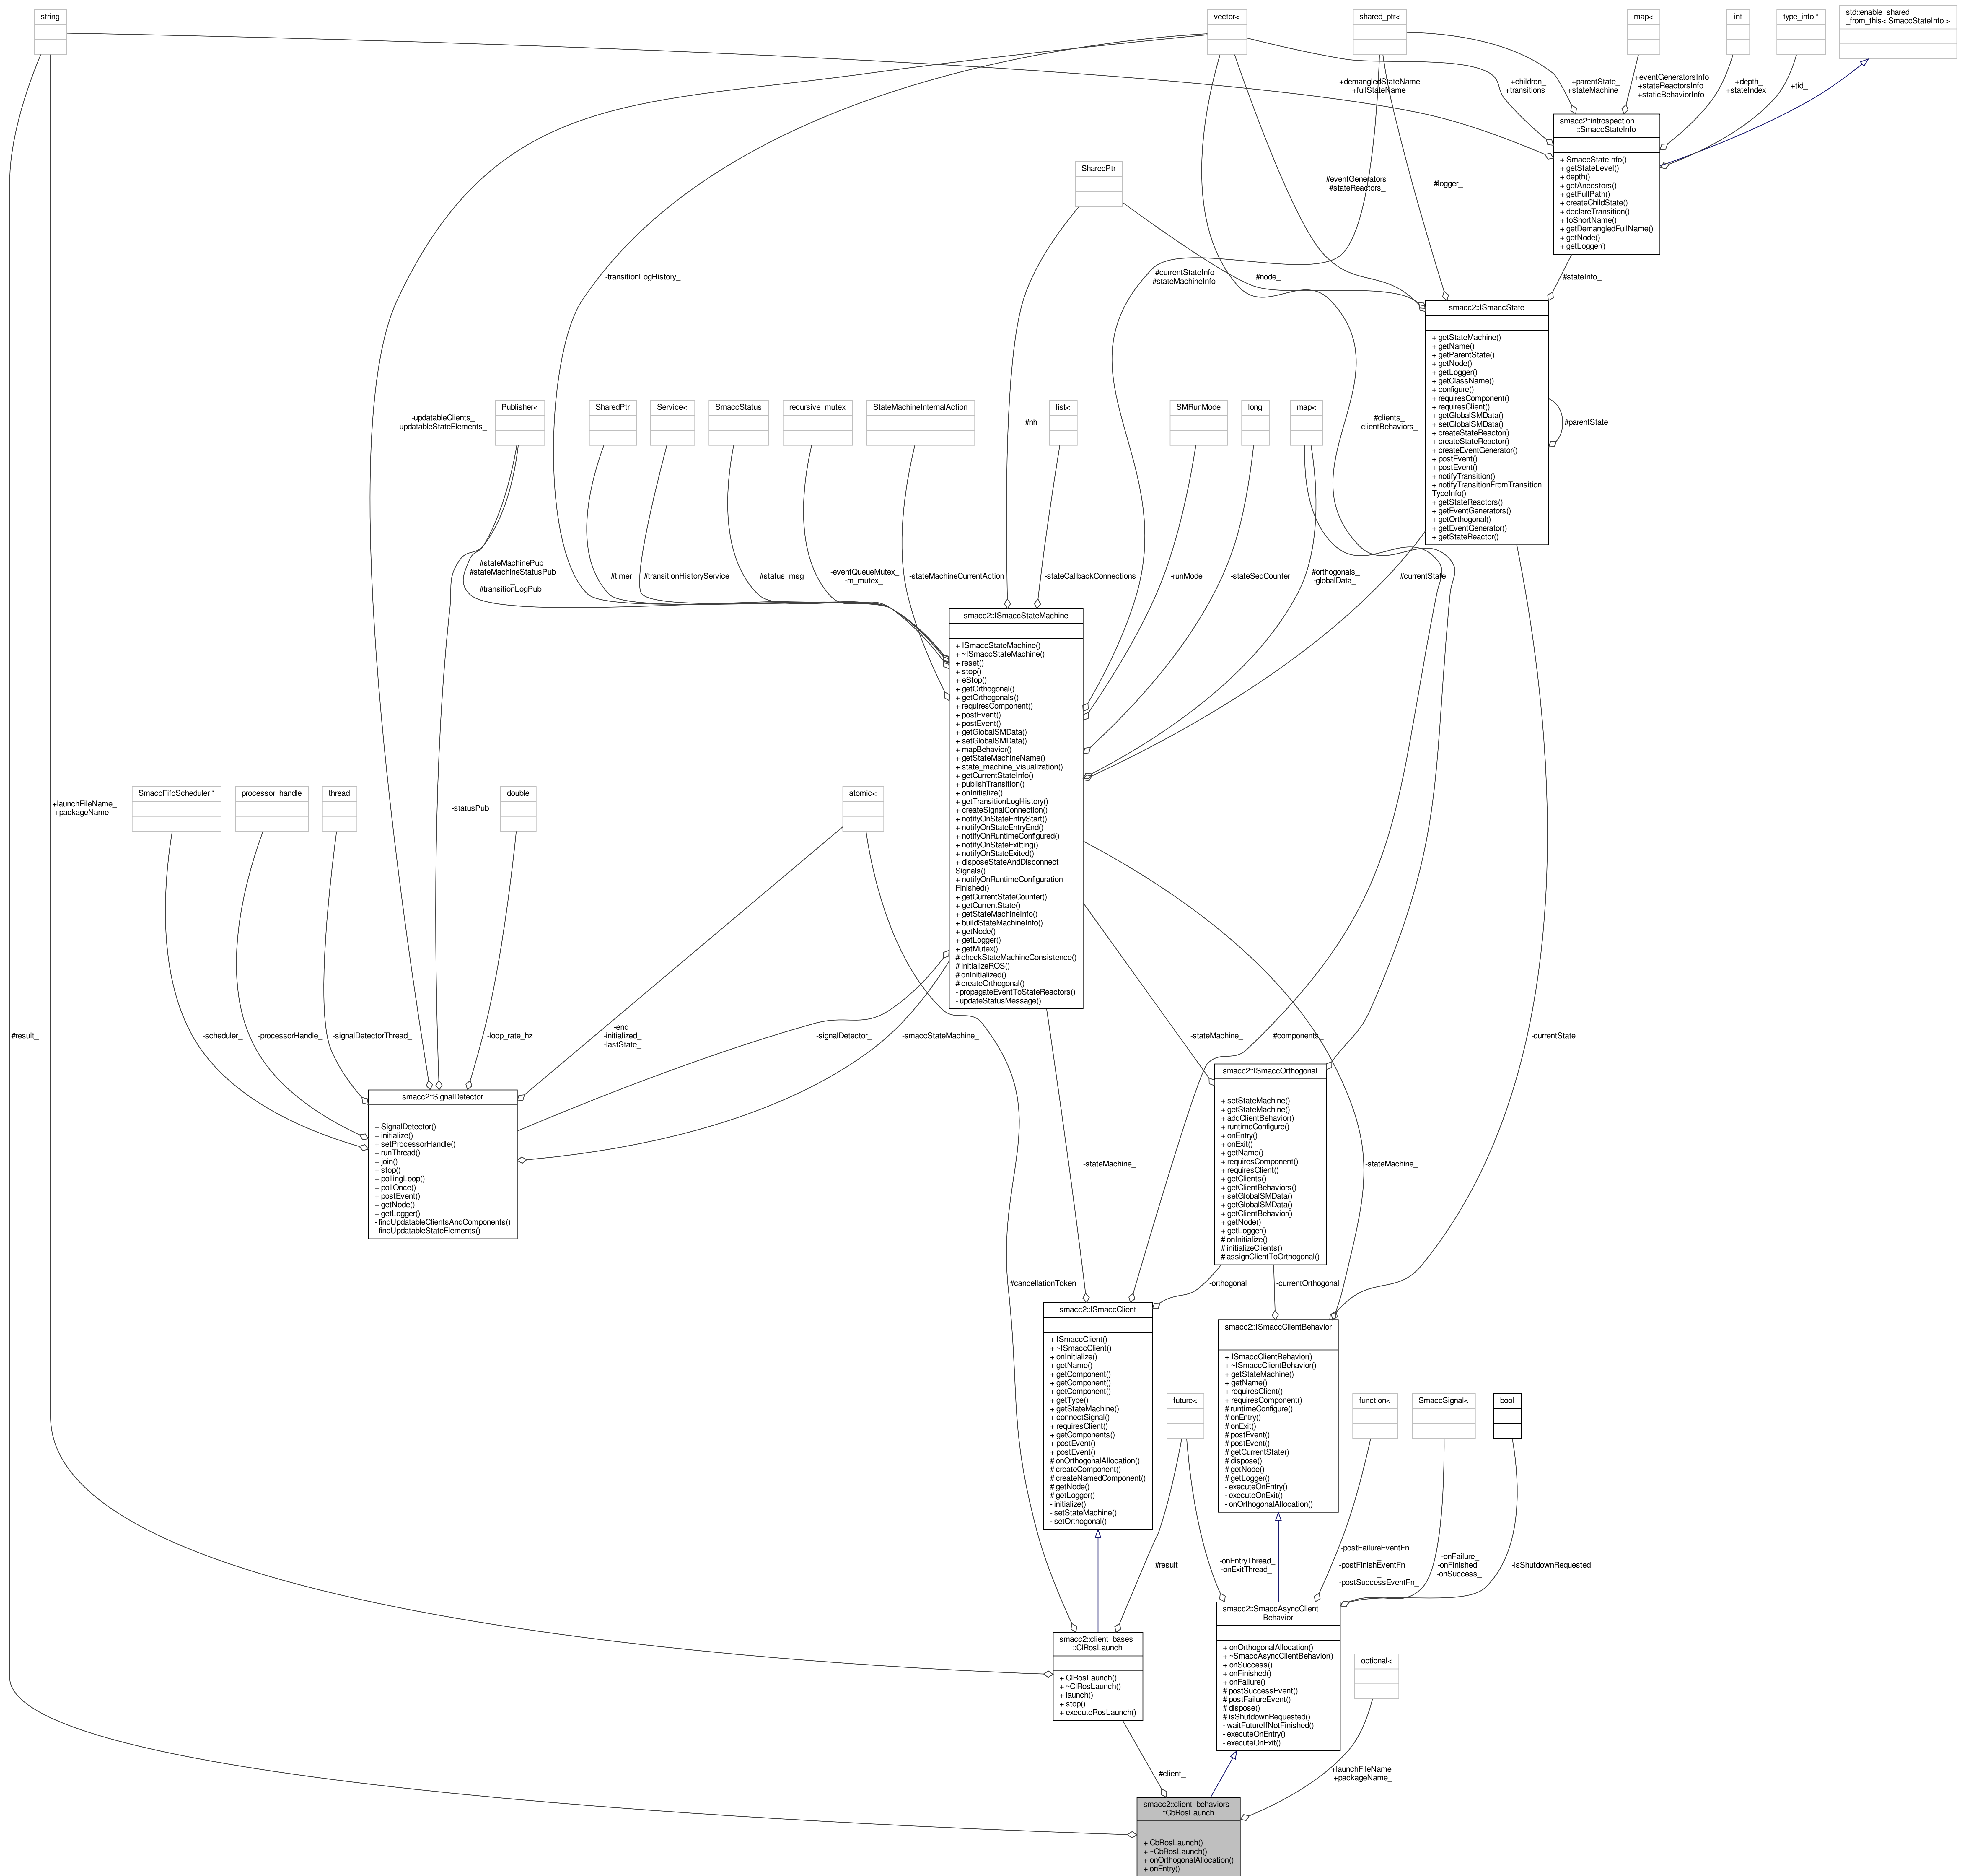 string
vector<
shared_ptr<
map<
int
type_info *
std::enable_shared
_from_this< SmaccStateInfo >
+demangledStateName
+fullStateName
+children_
+transitions_
+parentState_
+stateMachine_
+eventGeneratorsInfo
+stateReactorsInfo
+staticBehaviorInfo
+depth_
+stateIndex_
+tid_
smacc2::introspection
::SmaccStateInfo
+ SmaccStateInfo()
+ getStateLevel()
+ depth()
+ getAncestors()
+ getFullPath()
+ createChildState()
+ declareTransition()
+ toShortName()
+ getDemangledFullName()
+ getNode()
+ getLogger()
SharedPtr
#eventGenerators_
#stateReactors_
#logger_
-transitionLogHistory_
#currentStateInfo_
#stateMachineInfo_
#node_
#stateInfo_
smacc2::ISmaccState
+ getStateMachine()
+ getName()
+ getParentState()
+ getNode()
+ getLogger()
+ getClassName()
+ configure()
+ requiresComponent()
+ requiresClient()
+ getGlobalSMData()
+ setGlobalSMData()
+ createStateReactor()
+ createStateReactor()
+ createEventGenerator()
+ postEvent()
+ postEvent()
+ notifyTransition()
+ notifyTransitionFromTransition
TypeInfo()
+ getStateReactors()
+ getEventGenerators()
+ getOrthogonal()
+ getEventGenerator()
+ getStateReactor()
#parentState_
-updatableClients_
-updatableStateElements_
Publisher<
SharedPtr
Service<
SmaccStatus
recursive_mutex
StateMachineInternalAction
#nh_
list<
SMRunMode
long
map<
#clients_
-clientBehaviors_
#stateMachinePub_
#stateMachineStatusPub
_
#transitionLogPub_
#timer_
#transitionHistoryService_
#status_msg_
-eventQueueMutex_
-m_mutex_
-stateMachineCurrentAction
-stateCallbackConnections
-runMode_
-stateSeqCounter_
#orthogonals_
-globalData_
#currentState_
smacc2::ISmaccStateMachine
+ ISmaccStateMachine()
+ ~ISmaccStateMachine()
+ reset()
+ stop()
+ eStop()
+ getOrthogonal()
+ getOrthogonals()
+ requiresComponent()
+ postEvent()
+ postEvent()
+ getGlobalSMData()
+ setGlobalSMData()
+ mapBehavior()
+ getStateMachineName()
+ state_machine_visualization()
+ getCurrentStateInfo()
+ publishTransition()
+ onInitialize()
+ getTransitionLogHistory()
+ createSignalConnection()
+ notifyOnStateEntryStart()
+ notifyOnStateEntryEnd()
+ notifyOnRuntimeConfigured()
+ notifyOnStateExitting()
+ notifyOnStateExited()
+ disposeStateAndDisconnect
Signals()
+ notifyOnRuntimeConfiguration
Finished()
+ getCurrentStateCounter()
+ getCurrentState()
+ getStateMachineInfo()
+ buildStateMachineInfo()
+ getNode()
+ getLogger()
+ getMutex()
# checkStateMachineConsistence()
# initializeROS()
# onInitialized()
# createOrthogonal()
- propagateEventToStateReactors()
- updateStatusMessage()
+launchFileName_
+packageName_
SmaccFifoScheduler *
processor_handle
thread
-statusPub_
double
atomic<
#result_
-scheduler_
-processorHandle_
-signalDetectorThread_
-loop_rate_hz
-end_
-initialized_
-lastState_
-signalDetector_
-smaccStateMachine_
-stateMachine_
#components_
-currentState
smacc2::SignalDetector
+ SignalDetector()
+ initialize()
+ setProcessorHandle()
+ runThread()
+ join()
+ stop()
+ pollingLoop()
+ pollOnce()
+ postEvent()
+ getNode()
+ getLogger()
- findUpdatableClientsAndComponents()
- findUpdatableStateElements()
smacc2::ISmaccOrthogonal
+ setStateMachine()
+ getStateMachine()
+ addClientBehavior()
+ runtimeConfigure()
+ onEntry()
+ onExit()
+ getName()
+ requiresComponent()
+ requiresClient()
+ getClients()
+ getClientBehaviors()
+ setGlobalSMData()
+ getGlobalSMData()
+ getClientBehavior()
+ getNode()
+ getLogger()
# onInitialize()
# initializeClients()
# assignClientToOrthogonal()
-stateMachine_
-stateMachine_
#cancellationToken_
-orthogonal_
-currentOrthogonal
smacc2::ISmaccClient
+ ISmaccClient()
+ ~ISmaccClient()
+ onInitialize()
+ getName()
+ getComponent()
+ getComponent()
+ getComponent()
+ getType()
+ getStateMachine()
+ connectSignal()
+ requiresClient()
+ getComponents()
+ postEvent()
+ postEvent()
# onOrthogonalAllocation()
# createComponent()
# createNamedComponent()
# getNode()
# getLogger()
- initialize()
- setStateMachine()
- setOrthogonal()
smacc2::ISmaccClientBehavior
+ ISmaccClientBehavior()
+ ~ISmaccClientBehavior()
+ getStateMachine()
+ getName()
+ requiresClient()
+ requiresComponent()
# runtimeConfigure()
# onEntry()
# onExit()
# postEvent()
# postEvent()
# getCurrentState()
# dispose()
# getNode()
# getLogger()
- executeOnEntry()
- executeOnExit()
- onOrthogonalAllocation()
future<
function<
SmaccSignal<
bool
#result_
-onEntryThread_
-onExitThread_
-postFailureEventFn
_
-postFinishEventFn
_
-postSuccessEventFn_
-onFailure_
-onFinished_
-onSuccess_
-isShutdownRequested_
smacc2::client_bases
::ClRosLaunch
+ ClRosLaunch()
+ ~ClRosLaunch()
+ launch()
+ stop()
+ executeRosLaunch()
smacc2::SmaccAsyncClient
Behavior
+ onOrthogonalAllocation()
+ ~SmaccAsyncClientBehavior()
+ onSuccess()
+ onFinished()
+ onFailure()
# postSuccessEvent()
# postFailureEvent()
# dispose()
# isShutdownRequested()
- waitFutureIfNotFinished()
- executeOnEntry()
- executeOnExit()
optional<
#client_
+launchFileName_
+packageName_
smacc2::client_behaviors
::CbRosLaunch
+ CbRosLaunch()
+ ~CbRosLaunch()
+ onOrthogonalAllocation()
+ onEntry()